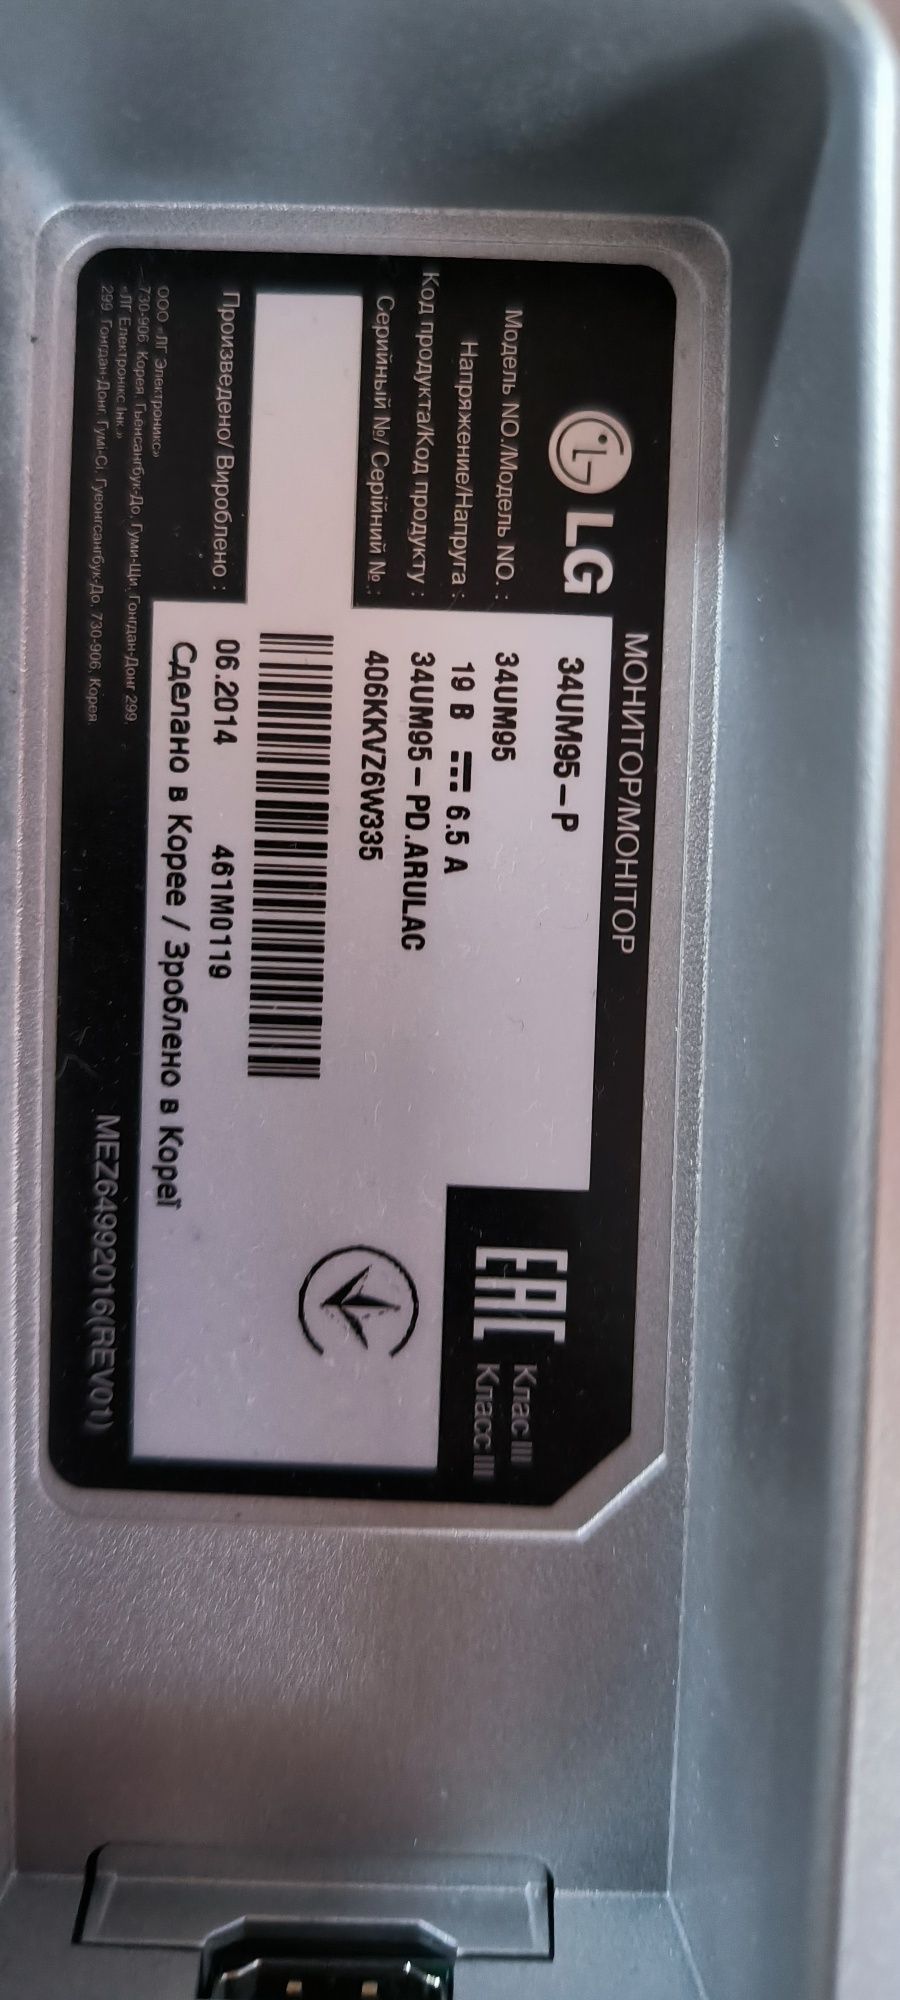 МОНИТОР/МОНІТОР
LG
34UM95-P
Модель NO./Модель NO. : 34UM95
Напряжение/Напруга : 19 В 6.5 A
Код продукта/Код продукту : 34UM95-PD.ARULAC
Серийный №/ Серійний № : 406KKVZ6W335
EAC
Клас III
Класс III
Произведено/ Вироблено : 06.2014 461M0119
Сделано в Корее / Зроблено в Кореї
ООО «ЛГ Электроникс»
730-906, Корея, Гьенсангбук-До, Гуми-Щи, Гонгдан-Донг 299,
«ЛГ Електронікс Інк.»
299, Гонгдан-Донг, Гумі-Сі, Гуеонгсангбук-До, 730-906, Корея.
MEZ64992016(REV01)